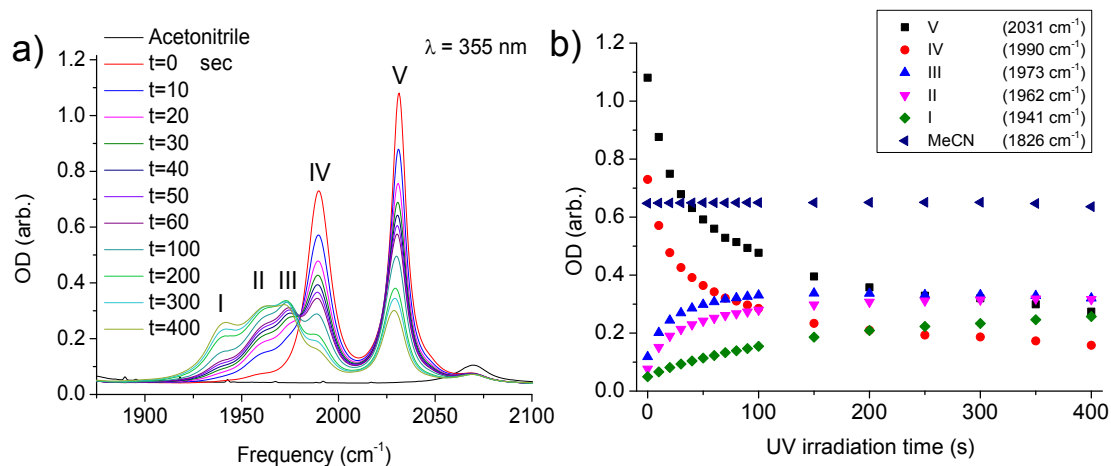 a)
Acetonitrile
t=0 sec
t=10
t=20
t=30
t=40
t=50
t=60
t=100
t=200
t=300
t=400
λ = 355 nm
I
II
III
IV
V
OD (arb.)
0.0
0.2
0.4
0.6
0.8
1.0
1.2
1900 1950 2000 2050 2100
Frequency (cm⁻¹)
b)
V (2031 cm⁻¹)
IV (1990 cm⁻¹)
III (1973 cm⁻¹)
II (1962 cm⁻¹)
I (1941 cm⁻¹)
MeCN (1826 cm⁻¹)
OD (arb.)
0.0
0.2
0.4
0.6
0.8
1.0
1.2
0 100 200 300 400
UV irradiation time (s)